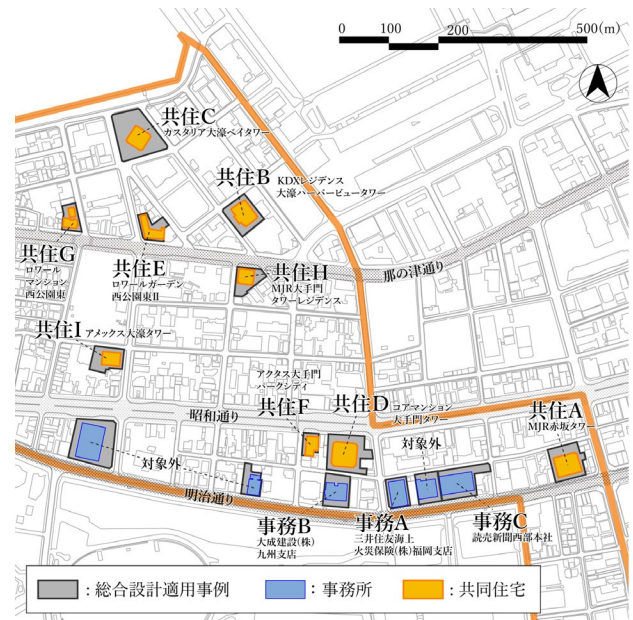 0 100 200 500(m)
共住C
カスタリア大濠ベイタワー
共住B KDXレジデンス
大濠ハーバービュータワー
共住G
ロワール
マンション
西公園東
共住E
ロワールガーデン
西公園東Ⅱ
共住H
MJR大手門
タワーレジデンス
那の津通り
共住I アメックス大濠タワー
アクタス大手門
パークシティ
昭和通り
共住F
共住D コアマンション
大手門タワー
共住A
MJR赤坂タワー
対象外
対象外
明治通り
事務B
大成建設(株)
九州支店
事務A
三井住友海上
火災保険(株)福岡支店
事務C
読売新聞西部本社
:総合設計適用事例
:事務所
:共同住宅